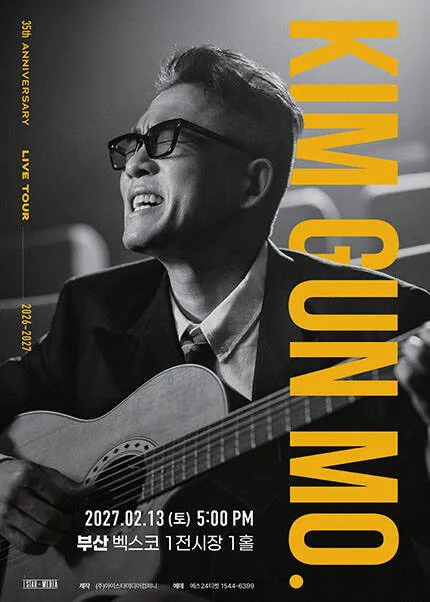 35th ANNIVERSARY LIVE TOUR 2026-2027
KIM GUN MO.
2027.02.13 (토) 5:00 PM
부산 벡스코 1전시장 1홀
제작 (주)아이스타미디어컴퍼니 예매 예스24티켓 1544-6399